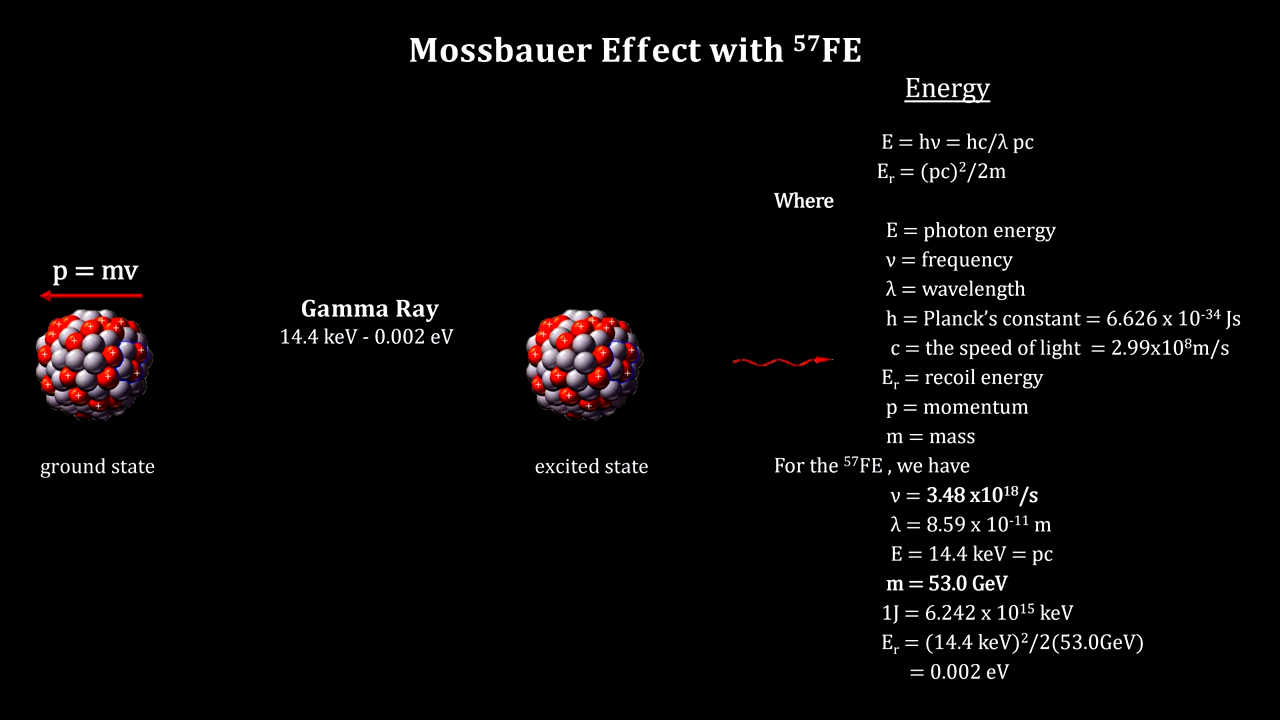 Mossbauer Effect with ⁵⁷FE
Energy
E = hν = hc/λ pc
Eᵣ = (pc)²/2m
Where
E = photon energy
ν = frequency
λ = wavelength
h = Planck's constant = 6.626 x 10⁻³⁴ Js
c = the speed of light = 2.99x10⁸m/s
Eᵣ = recoil energy
p = momentum
m = mass
For the ⁵⁷FE , we have
ν = 3.48 x10¹⁸/s
λ = 8.59 x 10⁻¹¹ m
E = 14.4 keV = pc
m = 53.0 GeV
1J = 6.242 x 10¹⁵ keV
Eᵣ = (14.4 keV)²/2(53.0GeV)
= 0.002 eV
p = mv
Gamma Ray
14.4 keV - 0.002 eV
ground state
excited state